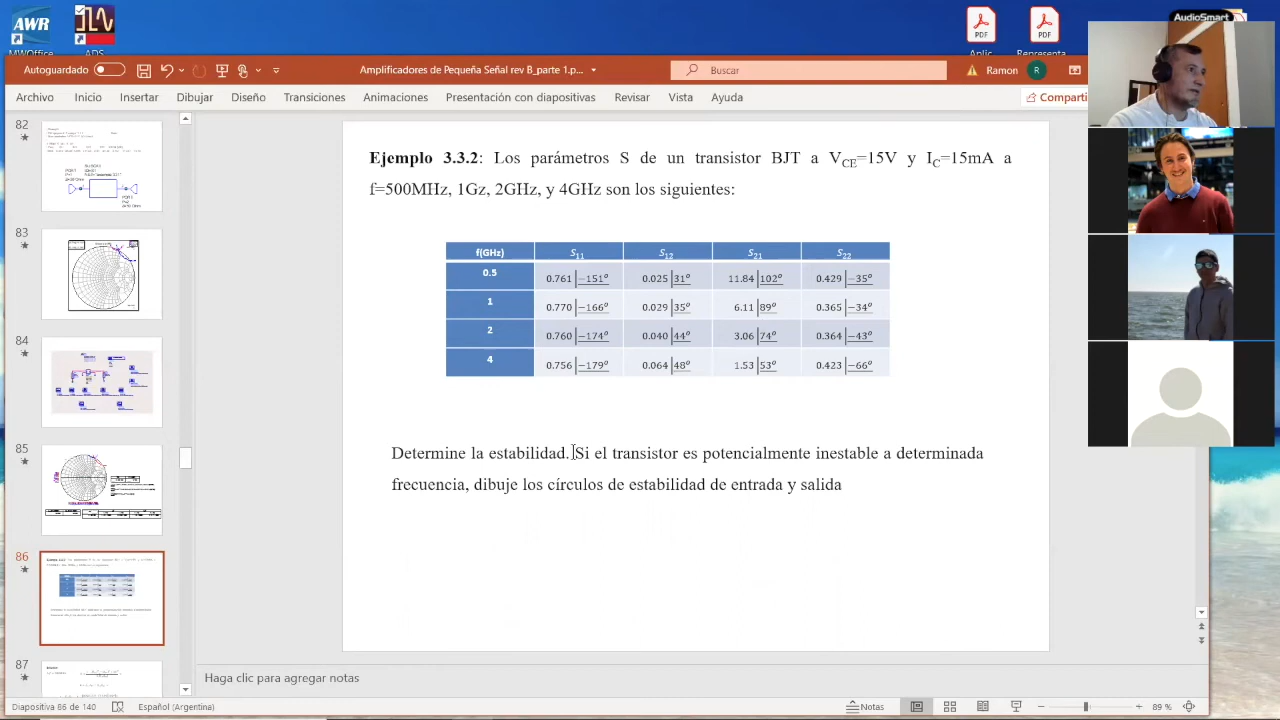 AWR
MWOffice
ADS
PDF
PDF
Aplic
Representa
AudioSmart
Autoguardado
Amplificadores de Pequeña Señal rev B_parte 1.p...
Buscar
Ramon
R
Archivo Inicio Insertar Dibujar Diseño Transiciones Animaciones Presentación con diapositivas Revisar Vista Ayuda
Comparti
82
83
84
85
86
87
Ejemplo 3.3.2: Los parámetros S de un transistor BJT a VCE=15V y IC=15mA a
f=500MHz, 1Gz, 2GHz, y 4GHz son los siguientes:
f(GHz) S11 S12 S21 S22
0.5 0.761|−151° 0.025|31° 11.84|102° 0.429|−35°
1 0.770|−166° 0.029|35° 6.11|89° 0.365|−34°
2 0.760|−174° 0.040|44° 3.06|74° 0.364|−43°
4 0.756|−179° 0.064|48° 1.53|53° 0.423|−66°
Determine la estabilidad. Si el transistor es potencialmente inestable a determinada
frecuencia, dibuje los círculos de estabilidad de entrada y salida
Haga clic para agregar notas
Diapositiva 86 de 140
Español (Argentina)
Notas
89 %